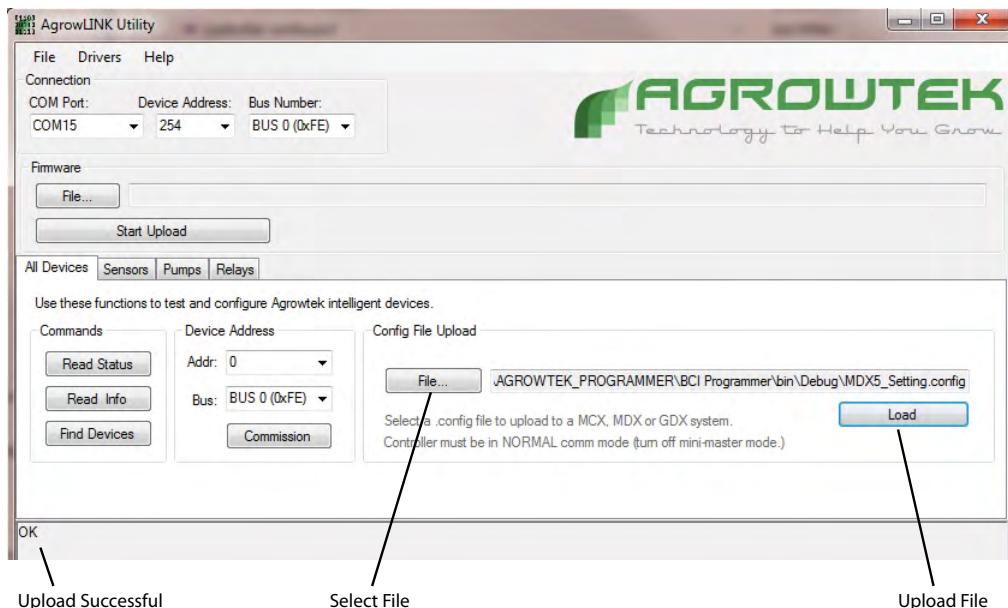 AgrowLINK Utility
File Drivers Help
Connection
COM Port: Device Address: Bus Number:
COM15 254 BUS 0 (0xFE)
AGROWTEK
Technology to Help You Grow
Firmware
File...
Start Upload
All Devices Sensors Pumps Relays
Use these functions to test and configure Agrowtek intelligent devices.
Commands
Read Status
Read Info
Find Devices
Device Address
Addr: 0
Bus: BUS 0 (0xFE)
Commission
Config File Upload
File... .AGROWTEK_PROGRAMMER\BCI Programmer\bin\Debug\MDX5_Setting.config
Select a .config file to upload to a MCX, MDX or GDX system.
Controller must be in NORMAL comm mode (turn off mini-master mode.)
Load
OK
Upload Successful Select File Upload File